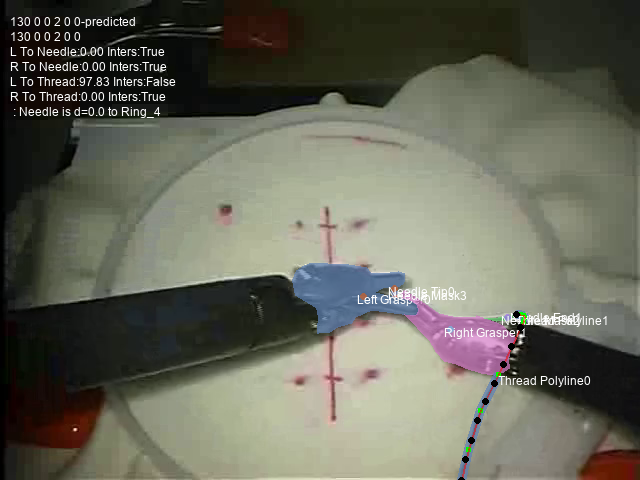 130 0 0 2 0 0-predicted
130 0 0 2 0 0
L To Needle:0.00 Inters:True
R To Needle:0.00 Inters:True
L To Thread:97.83 Inters:False
R To Thread:0.00 Inters:True
: Needle is d=0.0 to Ring_4
Needle Tip0
Left Grasper0
Right Grasper1
Thread Polyline0